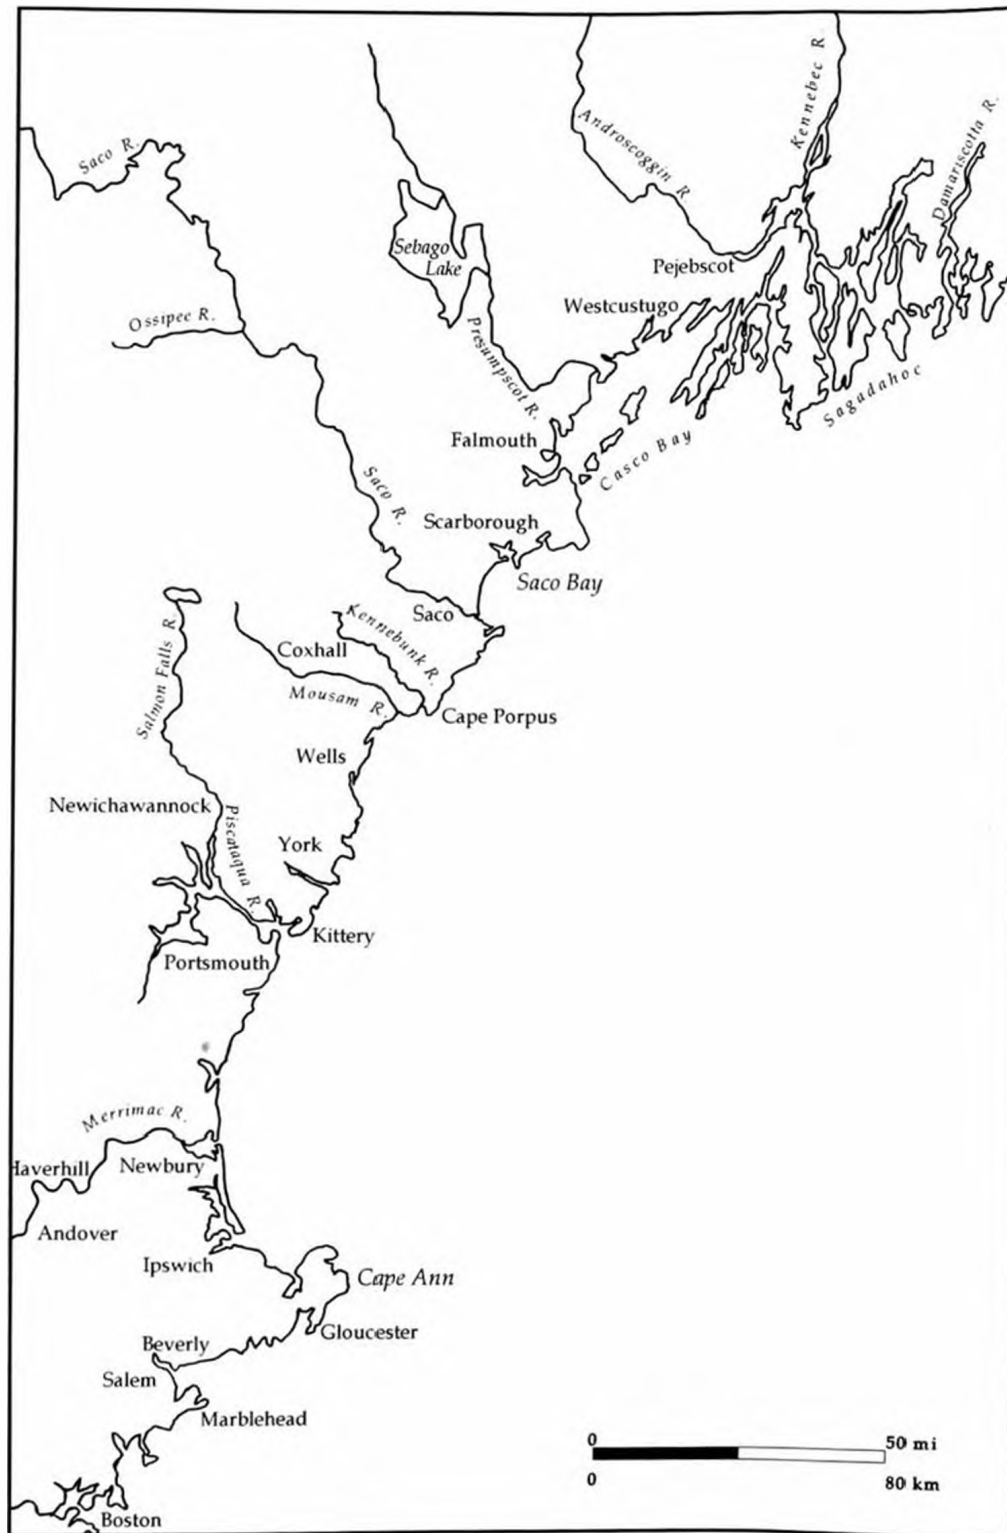 Kennebec R.
Androscoggin R
Damariscotta R.
Saco R.
Sebago
Lake
Pejebscot
Westcustugo
Ossipee R.
Presumpscot R.
Sagadahoc
Casco Bay
Falmouth
Saco R.
Scarborough
Saco Bay
Saco
Kennebunk R.
Coxhall
Salmon Falls R.
Mousam R.
Cape Porpus
Wells
Newichawannock
Piscataqua R.
York
Kittery
Portsmouth
Merrimac R.
Haverhill
Newbury
Andover
Ipswich
Cape Ann
Gloucester
Beverly
Salem
Marblehead
0 50 mi
0 80 km
Boston